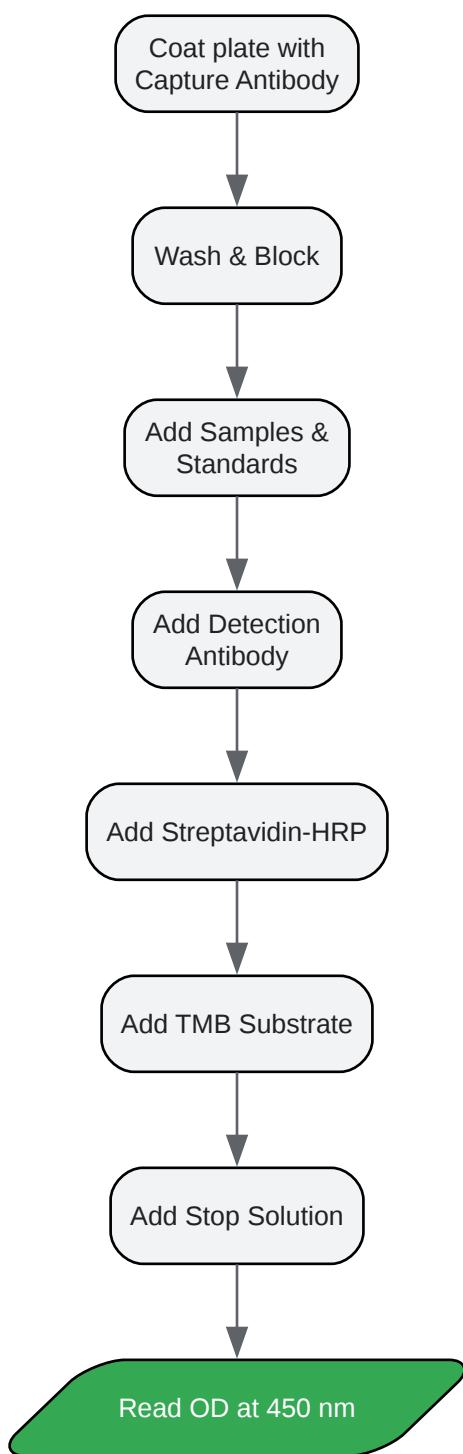 Coat plate with
Capture Antibody
Wash & Block
Add Samples &
Standards
Add Detection
Antibody
Add Streptavidin-HRP
Add TMB Substrate
Add Stop Solution
Read OD at 450 nm